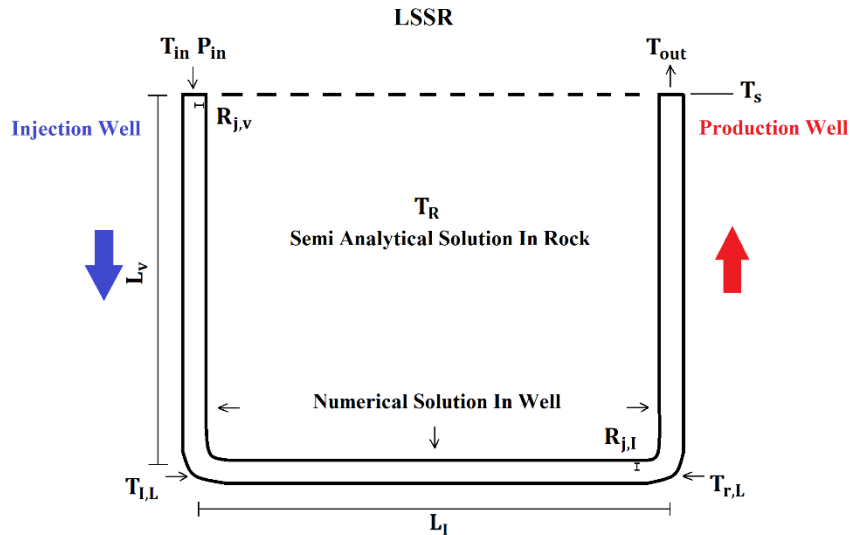 LSSR
T_in P_in
T_out
T_s
R_j,v
Injection Well
Production Well
T_R
Semi Analytical Solution In Rock
L_v
Numerical Solution In Well
R_j,I
T_I,L
T_r,L
L_I